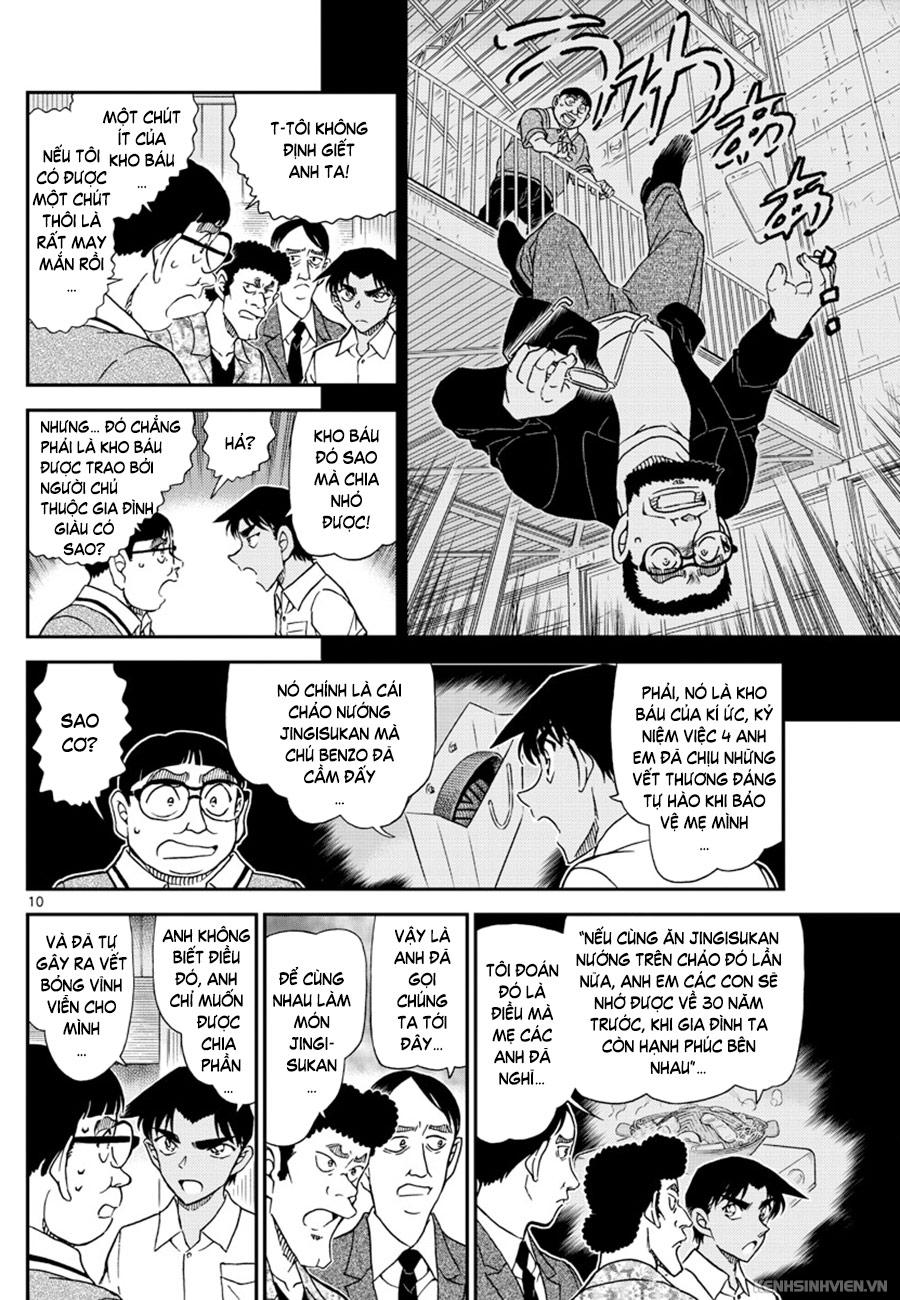 うわわ
あああ
T-TÔI KHÔNG
ĐỊNH GIẾT
ANH TA!
MỘT CHÚT
ÍT CỦA
KHO BÁU
...
NẾU TÔI
CÓ ĐƯỢC
MỘT CHÚT
THÔI LÀ
RẤT MAY
MẮN RỒI
...
KHO BÁU
ĐÓ SAO
MÀ CHIA
NHỎ
ĐƯỢC!
HẢ?
NHƯNG... ĐÓ CHẲNG
PHẢI LÀ KHO BÁU
ĐƯỢC TRAO BỞI
NGƯỜI CHÚ
THUỘC GIA ĐÌNH
GIÀU CÓ
SAO?
PHẢI, NÓ LÀ KHO
BÁU CỦA KÍ ỨC, KỶ
NIỆM VIỆC 4 ANH
EM ĐÃ CHỊU NHỮNG
VẾT THƯƠNG ĐÁNG
TỰ HÀO KHI BẢO
VỆ MẸ MÌNH
...
NÓ CHÍNH LÀ CÁI
CHẢO NƯỚNG
JINGISUKAN MÀ
CHÚ BENZO ĐÃ
CẦM ĐẤY
...
SAO
CƠ?
10
"NẾU CÙNG ĂN JINGISUKAN
NƯỚNG TRÊN CHẢO ĐÓ LẦN
NỮA, ANH EM CÁC CON SẼ
NHỚ ĐƯỢC VỀ 30 NĂM
TRƯỚC, KHI GIA ĐÌNH TA
CÒN HẠNH PHÚC BÊN
NHAU"...
TÔI ĐOÁN
ĐÓ LÀ
ĐIỀU MÀ
MẸ CÁC
ANH ĐÃ
NGHĨ...
VẬY LÀ
ANH ĐÃ
GỌI
CHÚNG
TA TỚI
ĐÂY...
ĐỂ CÙNG
NHAU LÀM
MÓN
JINGI-
SUKAN
...
ANH KHÔNG
BIẾT ĐIỀU
ĐÓ, ANH
CHỈ MUỐN
ĐƯỢC
CHIA
PHẦN
...
VÀ ĐÃ TỰ
GÂY RA VẾT
BỎNG VĨNH
VIỄN CHO
MÌNH
...
KENHSINHVIEN.VN